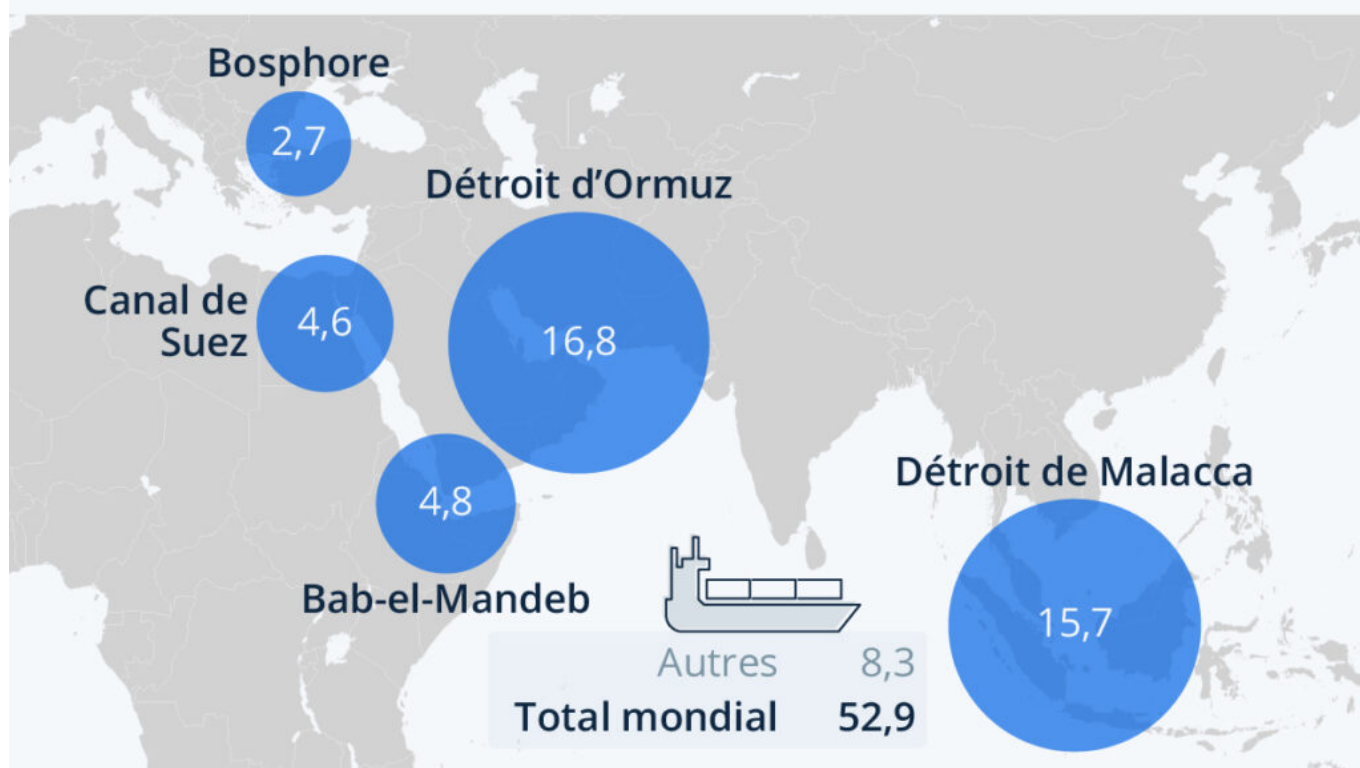 Bosphore
2,7
Détroit d’Ormuz
16,8
Canal de
Suez
4,6
4,8
Bab-el-Mandeb
Détroit de Malacca
15,7
Autres 8,3
Total mondial 52,9